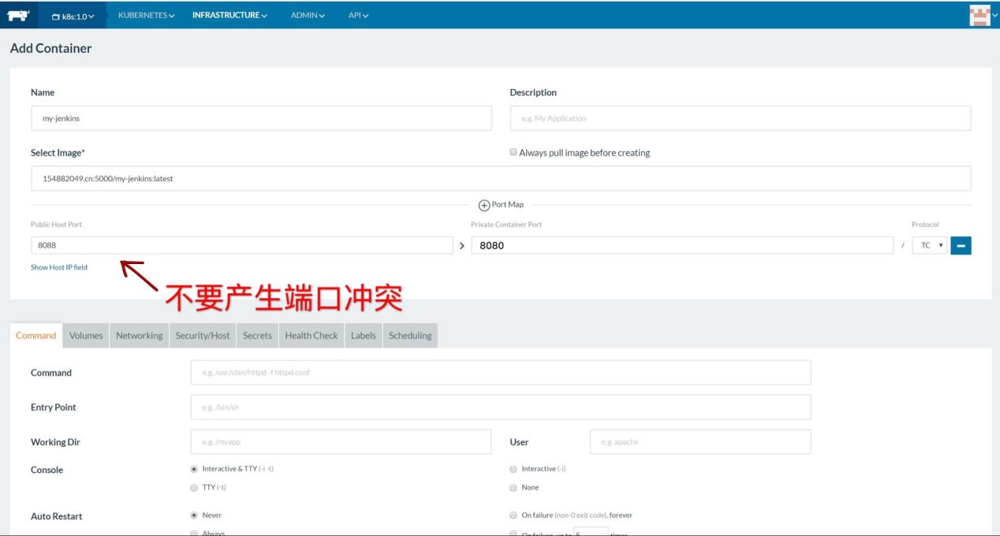 k8s:1.0 KUBERNETES INFRASTRUCTURE ADMIN API
Add Container
Name Description
my-jenkins e.g. My Application
Select Image* Always pull image before creating
154882049.cn:5000/my-jenkins:latest
Port Map
Public Host Port Private Container Port Protocol
8088 8080 / TC
Show Host IP field
不要产生端口冲突
Command Volumes Networking Security/Host Secrets Health Check Labels Scheduling
Command e.g. /usr/sbin/httpd -f httpd.conf
Entry Point e.g. /bin/sh
Working Dir e.g. /myapp User e.g. apache
Console Interactive & TTY (-i -t) Interactive (-i)
TTY (-t) None
Auto Restart Never On failure (non-0 exit code), forever
Always On failure, up to 5 times